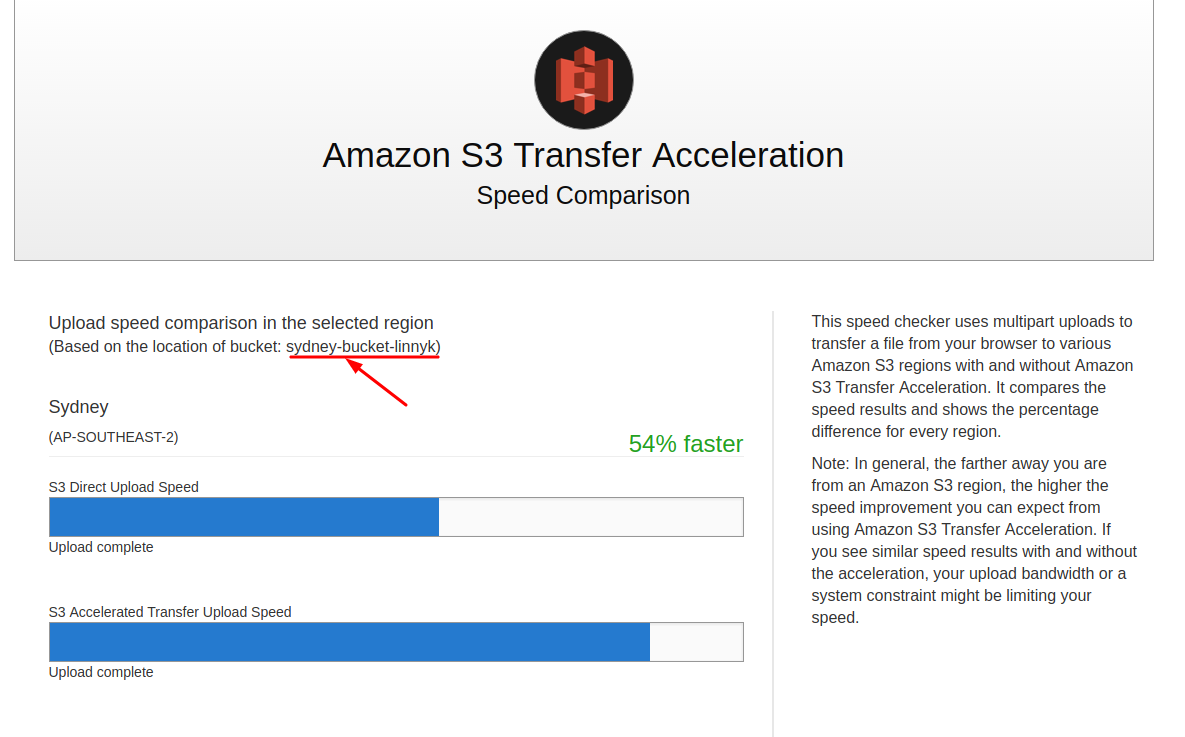 Amazon S3 Transfer Acceleration
Speed Comparison
Upload speed comparison in the selected region
(Based on the location of bucket: sydney-bucket-linnyk)
Sydney
(AP-SOUTHEAST-2)
54% faster
S3 Direct Upload Speed
Upload complete
S3 Accelerated Transfer Upload Speed
Upload complete
This speed checker uses multipart uploads to
transfer a file from your browser to various
Amazon S3 regions with and without Amazon
S3 Transfer Acceleration. It compares the
speed results and shows the percentage
difference for every region.
Note: In general, the farther away you are
from an Amazon S3 region, the higher the
speed improvement you can expect from
using Amazon S3 Transfer Acceleration. If
you see similar speed results with and without
the acceleration, your upload bandwidth or a
system constraint might be limiting your
speed.